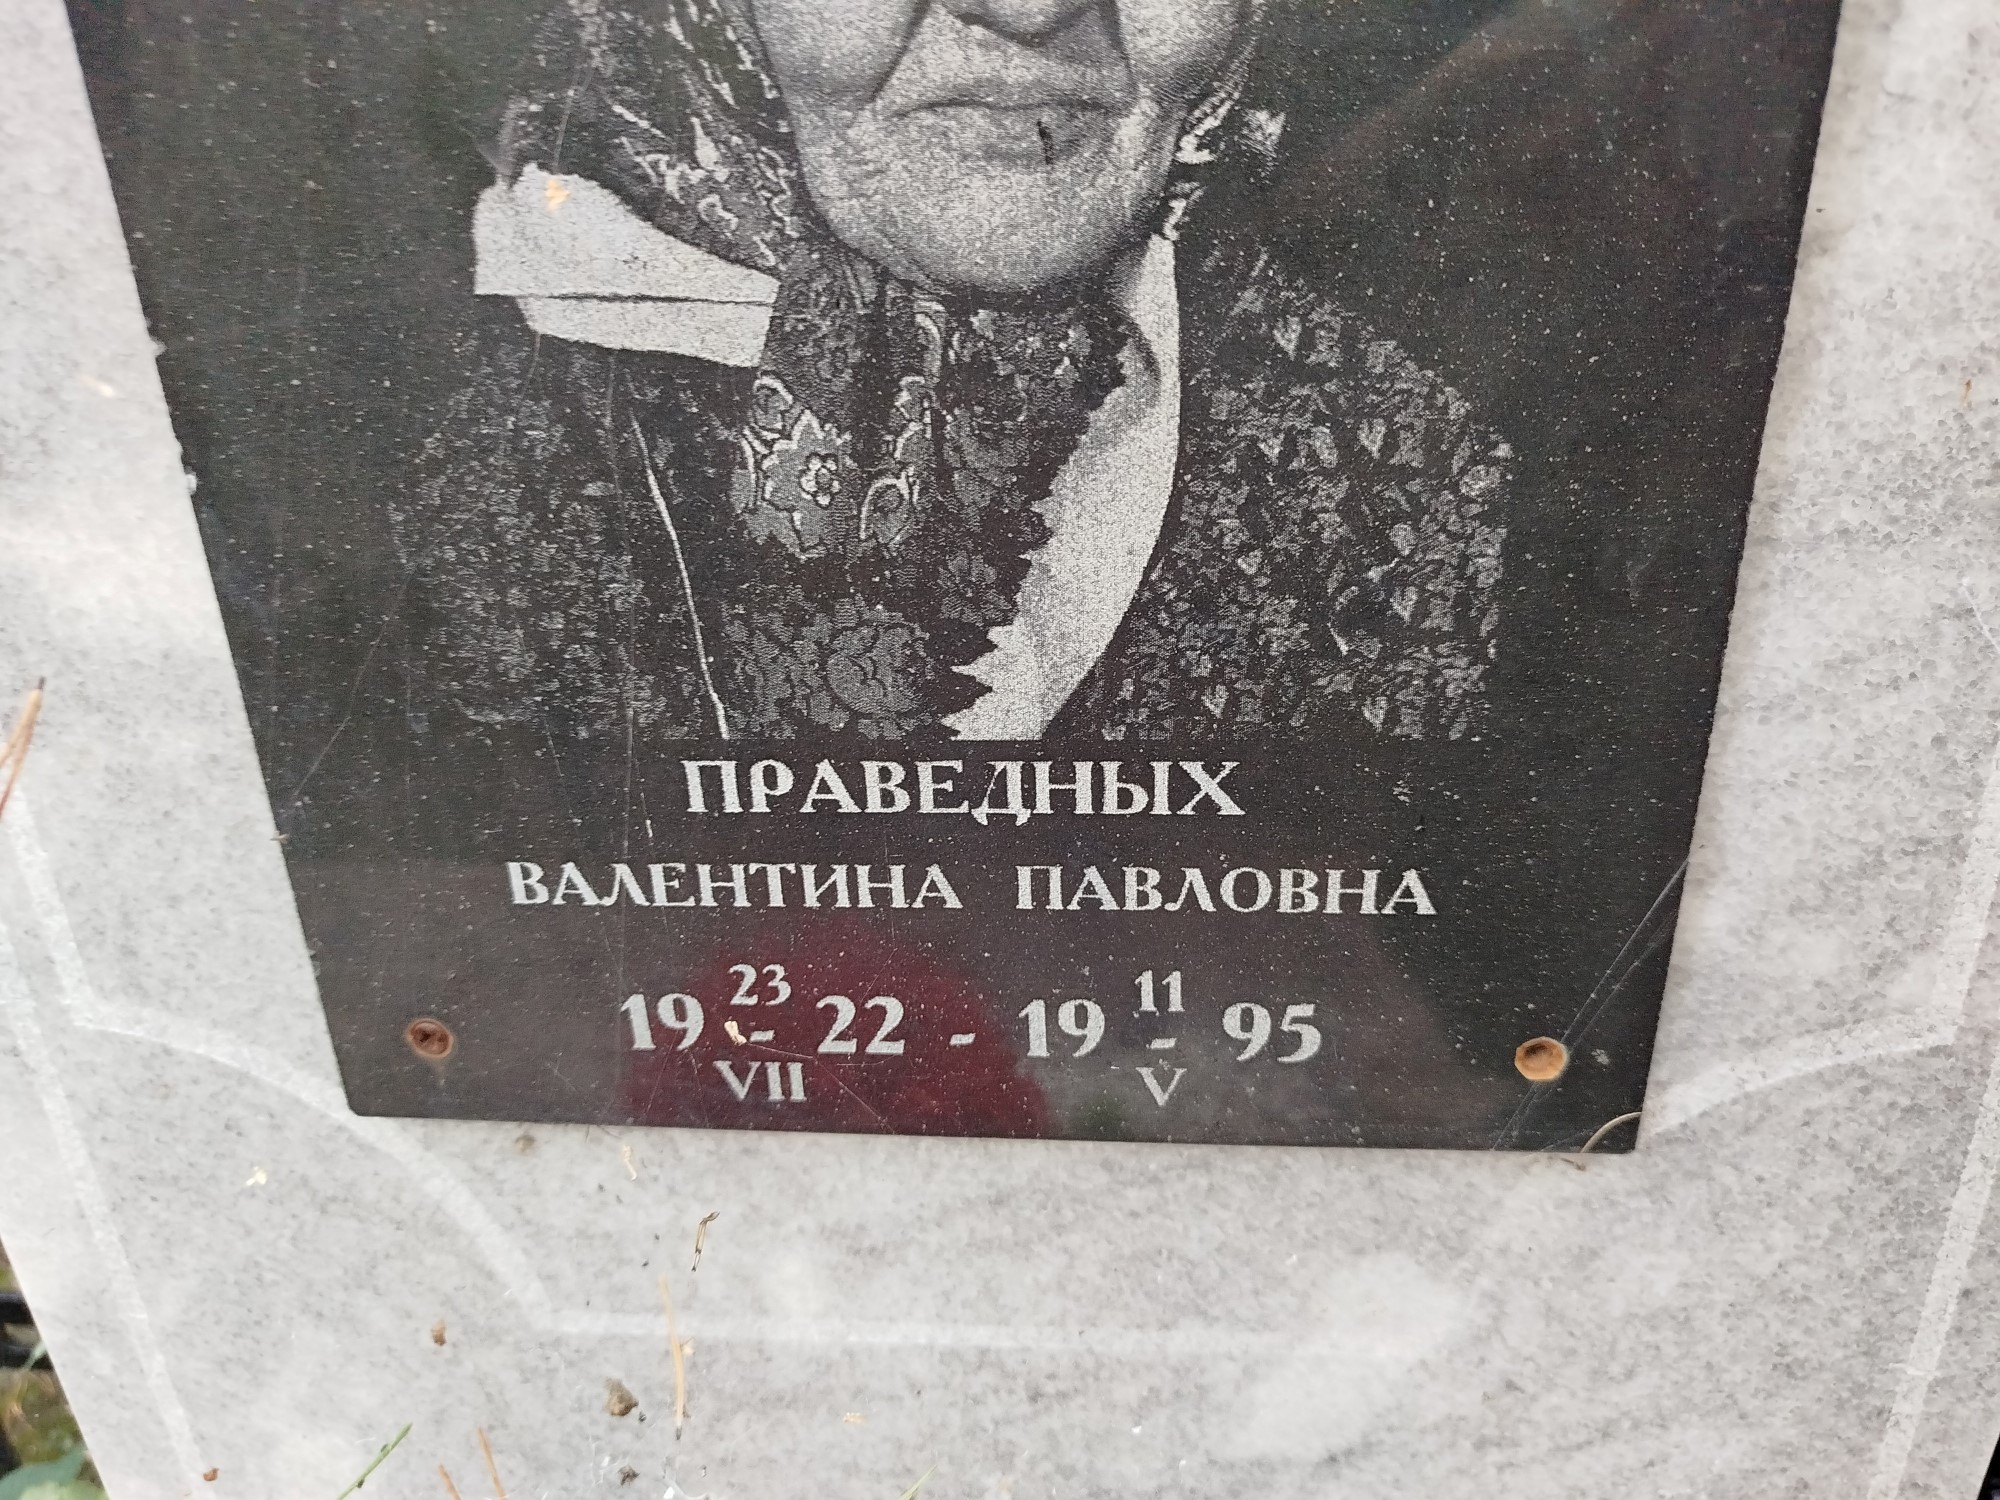 ПРАВЕДНЫХ
ВАЛЕНТИНА ПАВЛОВНА
19 23 - VII 22 - 19 11 - V 95